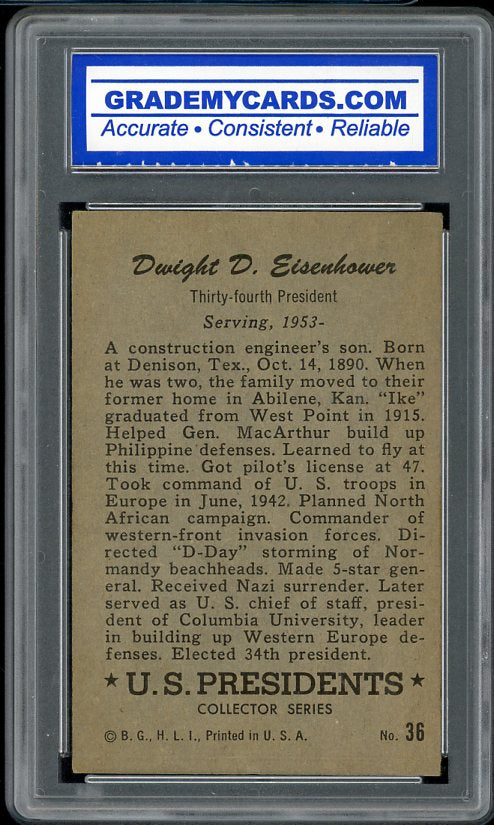 GRADEMYCARDS.COM
Accurate • Consistent • Reliable
Dwight D. Eisenhower
Thirty-fourth President
Serving, 1953-
A construction engineer's son. Born
at Denison, Tex., Oct. 14, 1890. When
he was two, the family moved to their
former home in Abilene, Kan. "Ike"
graduated from West Point in 1915.
Helped Gen. MacArthur build up
Philippine defenses. Learned to fly at
this time. Got pilot's license at 47.
Took command of U. S. troops in
Europe in June, 1942. Planned North
African campaign. Commander of
western-front invasion forces. Di-
rected "D-Day" storming of Nor-
mandy beachheads. Made 5-star gen-
eral. Received Nazi surrender. Later
served as U. S. chief of staff, presi-
dent of Columbia University, leader
in building up Western Europe de-
fenses. Elected 34th president.
★ U.S. PRESIDENTS ★
COLLECTOR SERIES
© B. G., H. L. I., Printed in U. S. A. No. 36